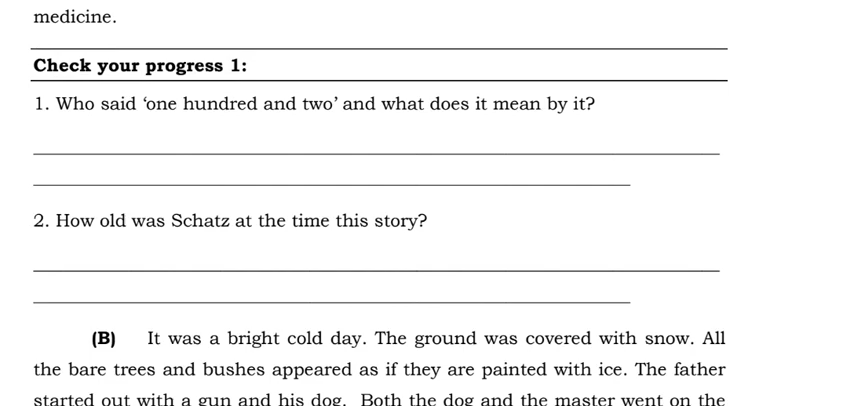 medicine.
Check your progress 1:
1. Who said ‘one hundred and two’ and what does it mean by it?
2. How old was Schatz at the time this story?
(B) It was a bright cold day. The ground was covered with snow. All
the bare trees and bushes appeared as if they are painted with ice. The father
started out with a gun and his dog. Both the dog and the master went on the